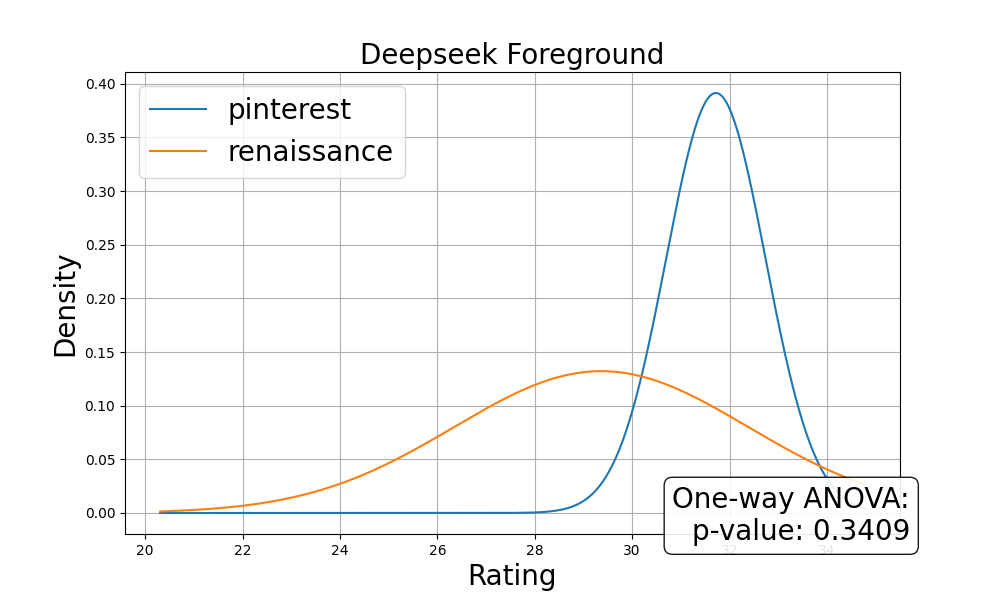 Deepseek Foreground
pinterest
renaissance
Density
0.40
0.35
0.30
0.25
0.20
0.15
0.10
0.05
0.00
One-way ANOVA:
p-value: 0.3409
20 22 24 26 28 30 32 34
Rating